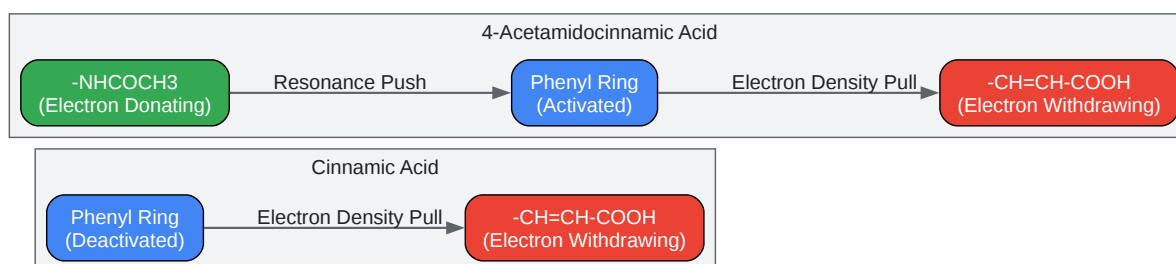 4-Acetamidocinnamic Acid
-NHCOCH3
(Electron Donating)
Resonance Push
Phenyl Ring
(Activated)
Electron Density Pull
-CH=CH-COOH
(Electron Withdrawing)
Cinnamic Acid
Phenyl Ring
(Deactivated)
Electron Density Pull
-CH=CH-COOH
(Electron Withdrawing)